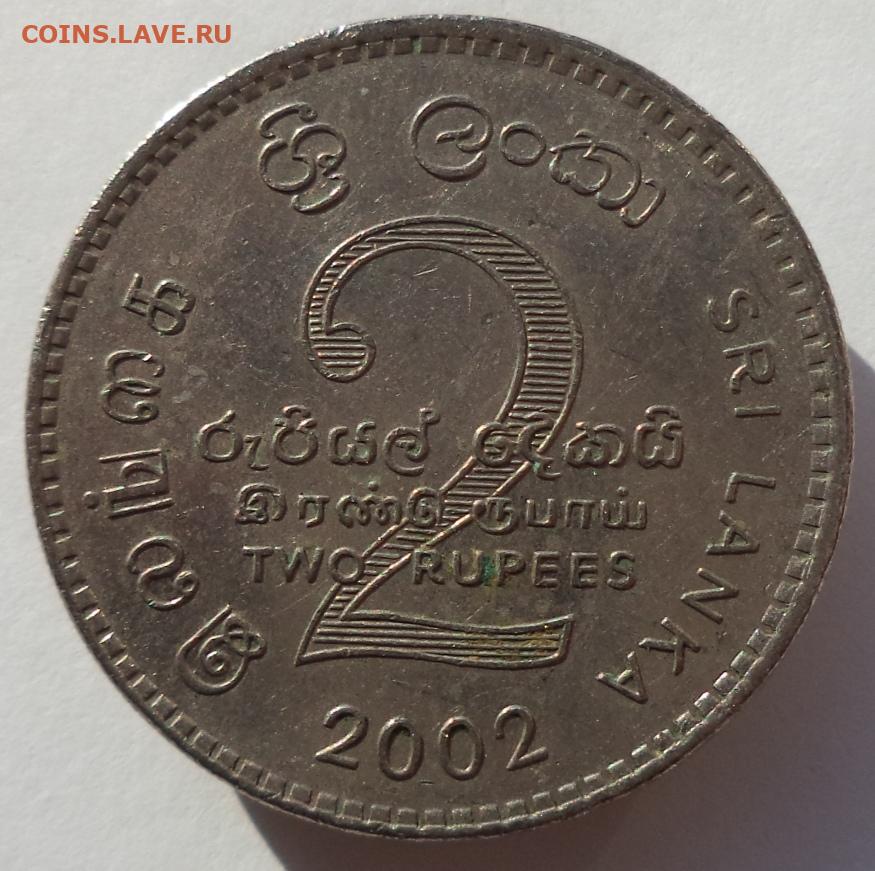 COINS.LAVE.RU
ශ්‍රී ලංකා
இலங்கை
SRI LANKA
2
රුපියල් දෙකයි
இரண்டு ரூபாய்
TWO RUPEES
2002